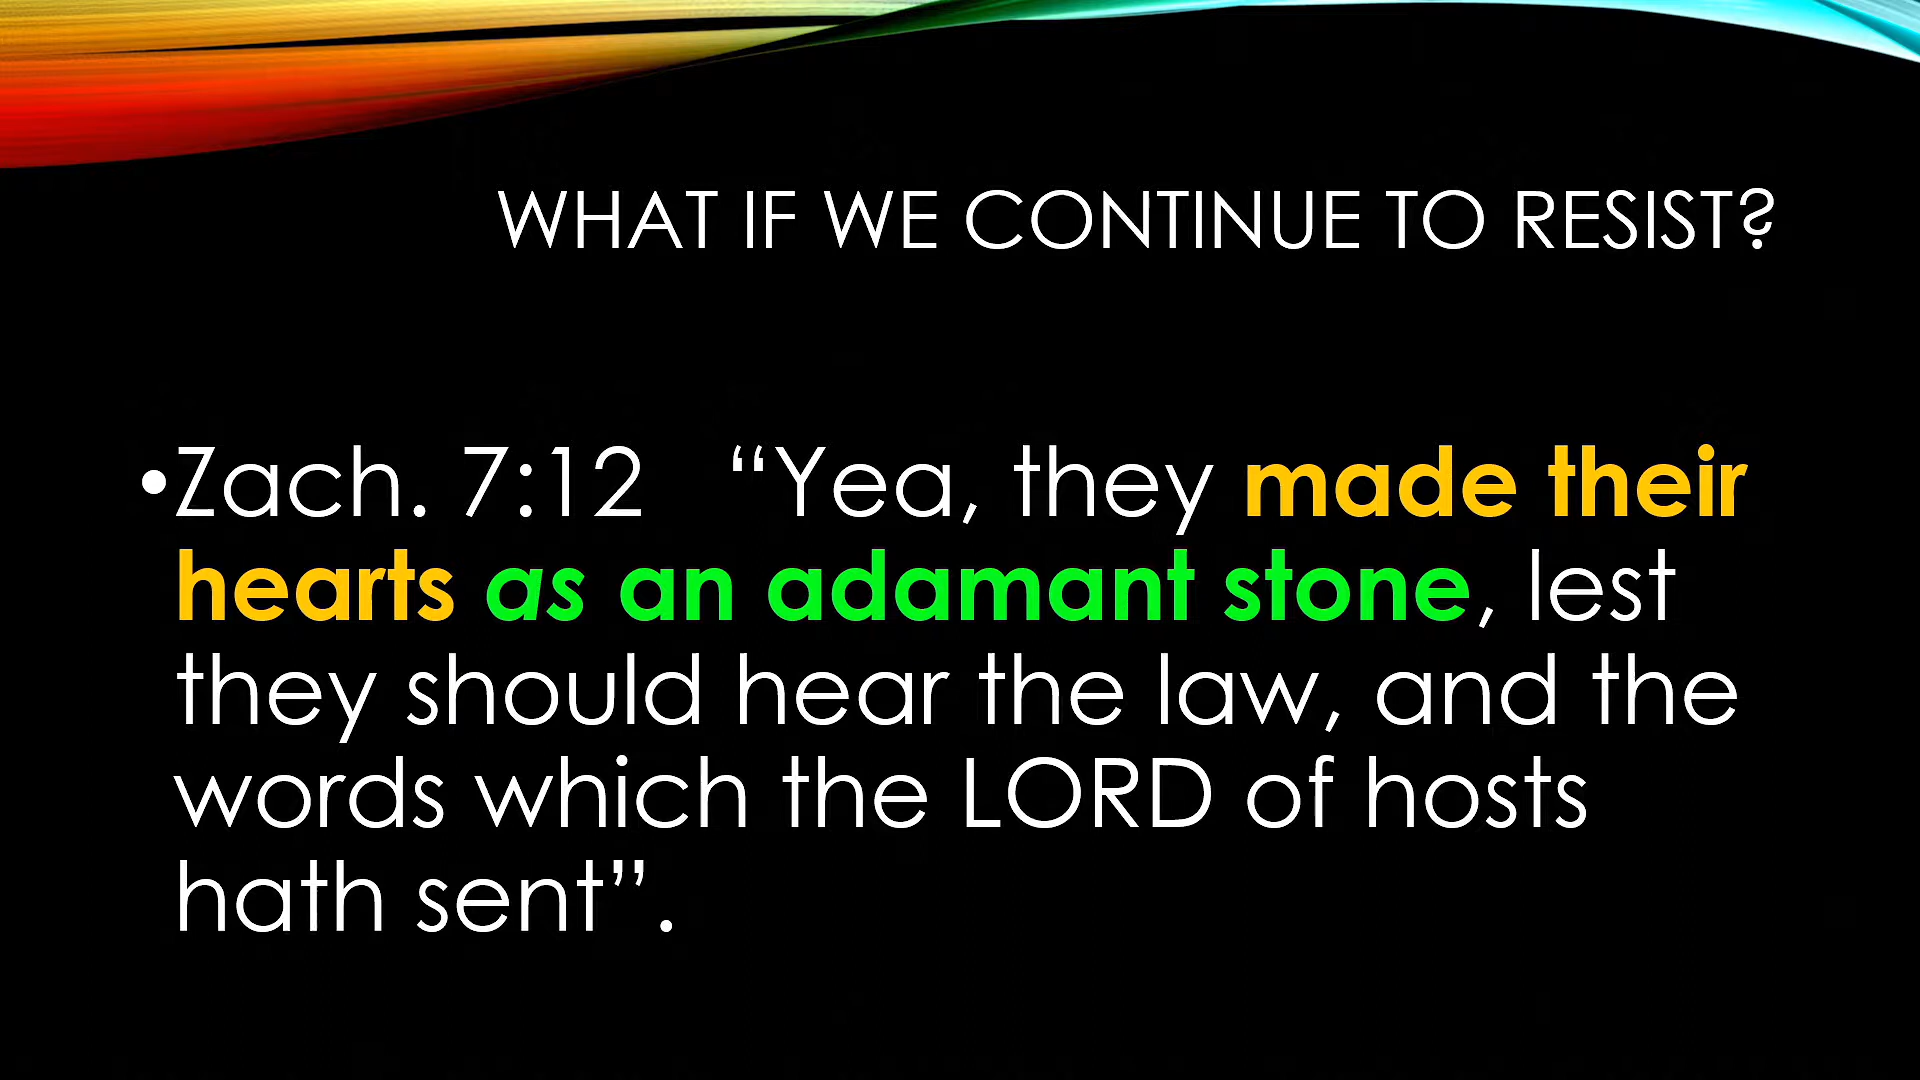 WHAT IF WE CONTINUE TO RESIST?
•Zach. 7:12 “Yea, they made their
hearts as an adamant stone, lest
they should hear the law, and the
words which the LORD of hosts
hath sent”.